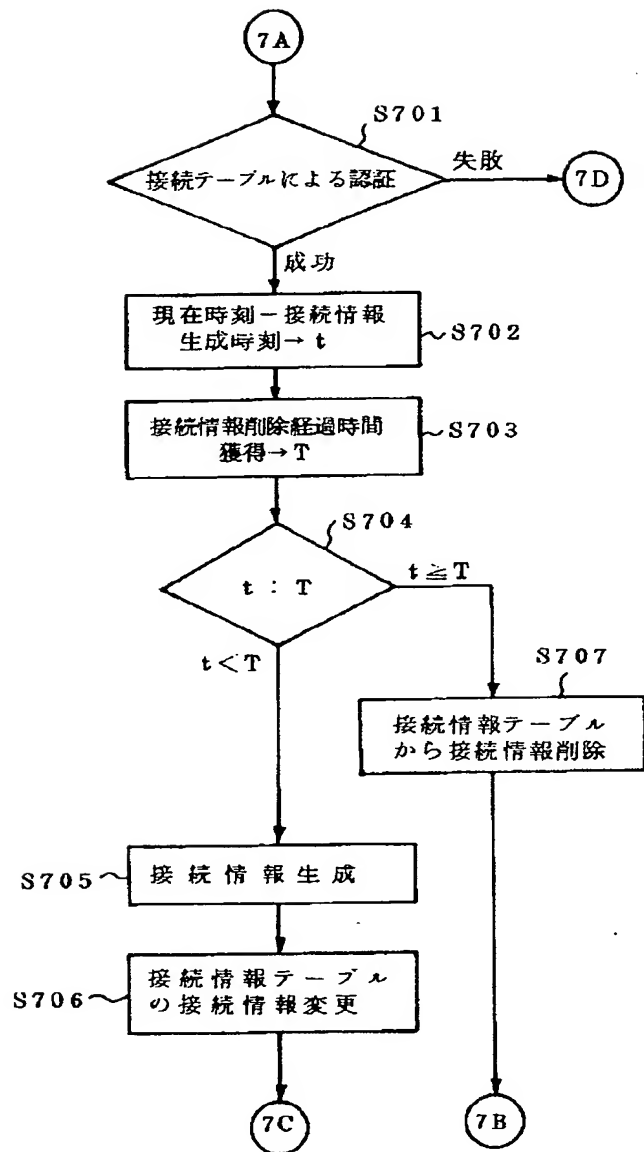 7A
S701
接続テーブルによる認証
失敗
7D
成功
現在時刻－接続情報
生成時刻→ t
S702
接続情報削除経過時間
獲得→T
S703
S704
t : T
t≧T
t<T
S707
接続情報テーブル
から接続情報削除
S705
接続情報生成
S706
接続情報テーブル
の接続情報変更
7C
7B